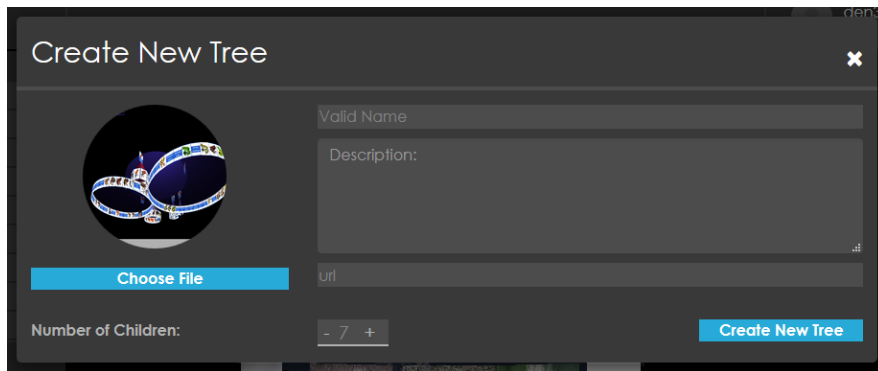 Create New Tree
Valid Name
Description:
Choose File
url
Number of Children:
- 7 +
Create New Tree